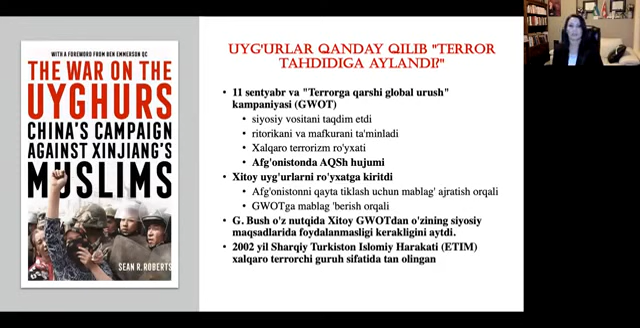 WITH A FOREWORD FROM BEN EMMERSON QC
THE WAR ON THE
UYGHURS
CHINA'S CAMPAIGN
AGAINST XINJIANG'S
MUSLIMS
SEAN R. ROBERTS
UYG'URLAR QANDAY QILIB "TERROR
TAHDIDIGA AYLANDI?"
• 11 sentyabr va "Terrorga qarshi global urush"
kampaniyasi (GWOT)
• siyosiy vositani taqdim etdi
• ritorikani va mafkurani ta'minladi
• Xalqaro terrorizm ro'yxati
• Afg'onistonda AQSh hujumi
• Xitoy uyg'urlarni ro'yxatga kiritdi
• Afg'onistonni qayta tiklash uchun mablag' ajratish orqali
• GWOTga mablag 'berish orqali
• G. Bush o'z nutqida Xitoy GWOTdan o'zining siyosiy
maqsadlarida foydalanmasligi kerakligini aytdi.
• 2002 yil Sharqiy Turkiston Islomiy Harakati (ETIM)
xalqaro terrorchi guruh sifatida tan olingan